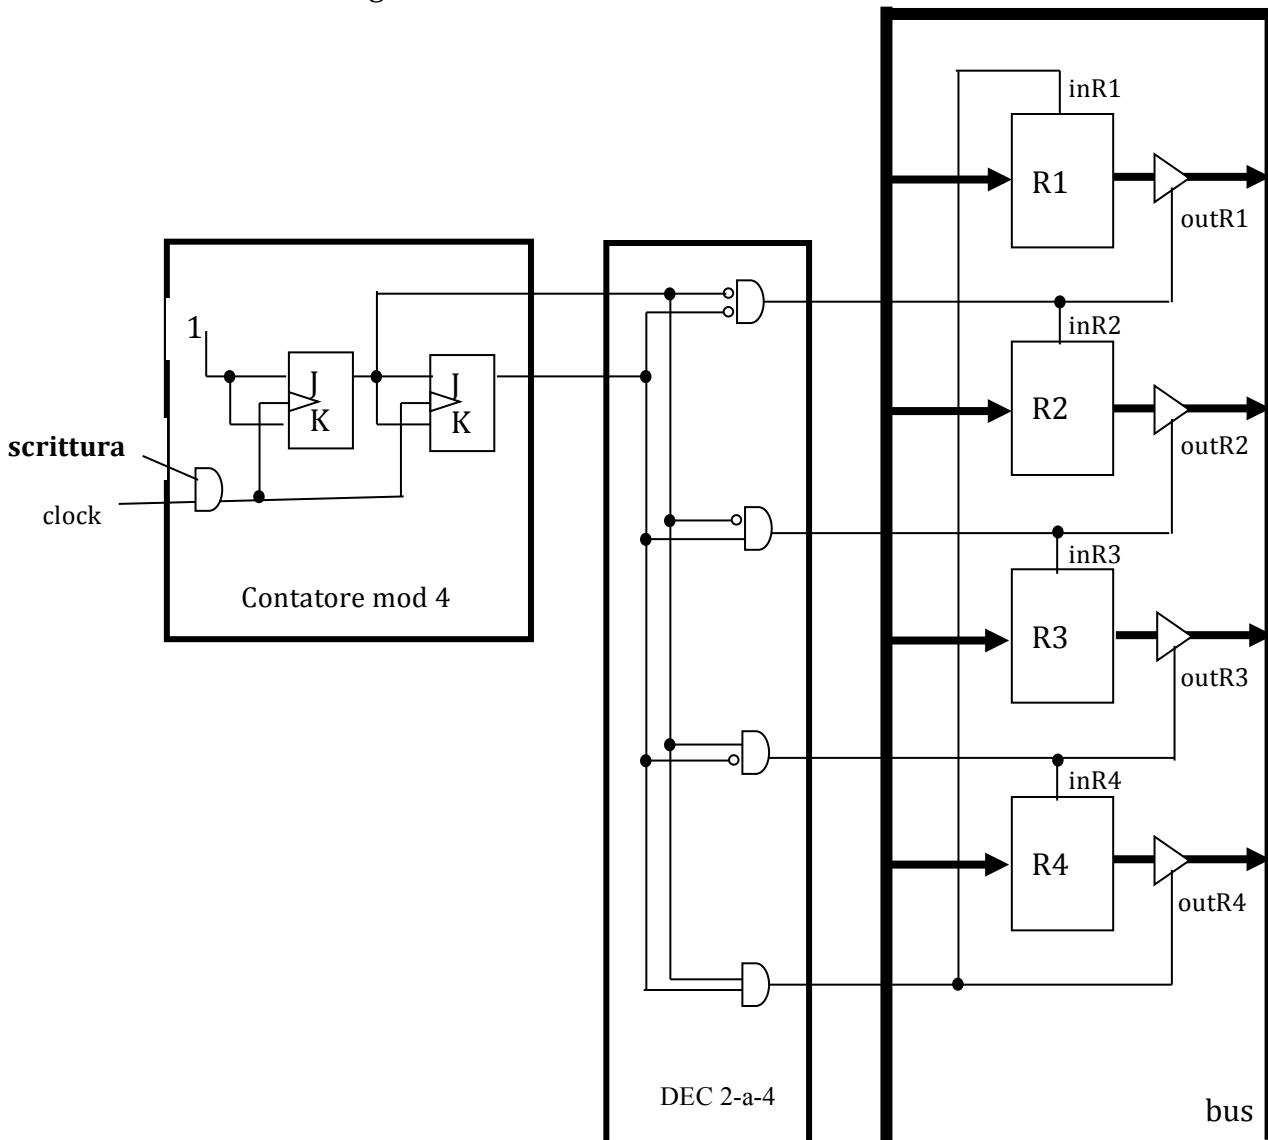 g
inR1
R1
outR1
1
J
K
J
K
inR2
R2
outR2
scrittura
clock
Contatore mod 4
inR3
R3
outR3
inR4
R4
outR4
DEC 2-a-4
bus